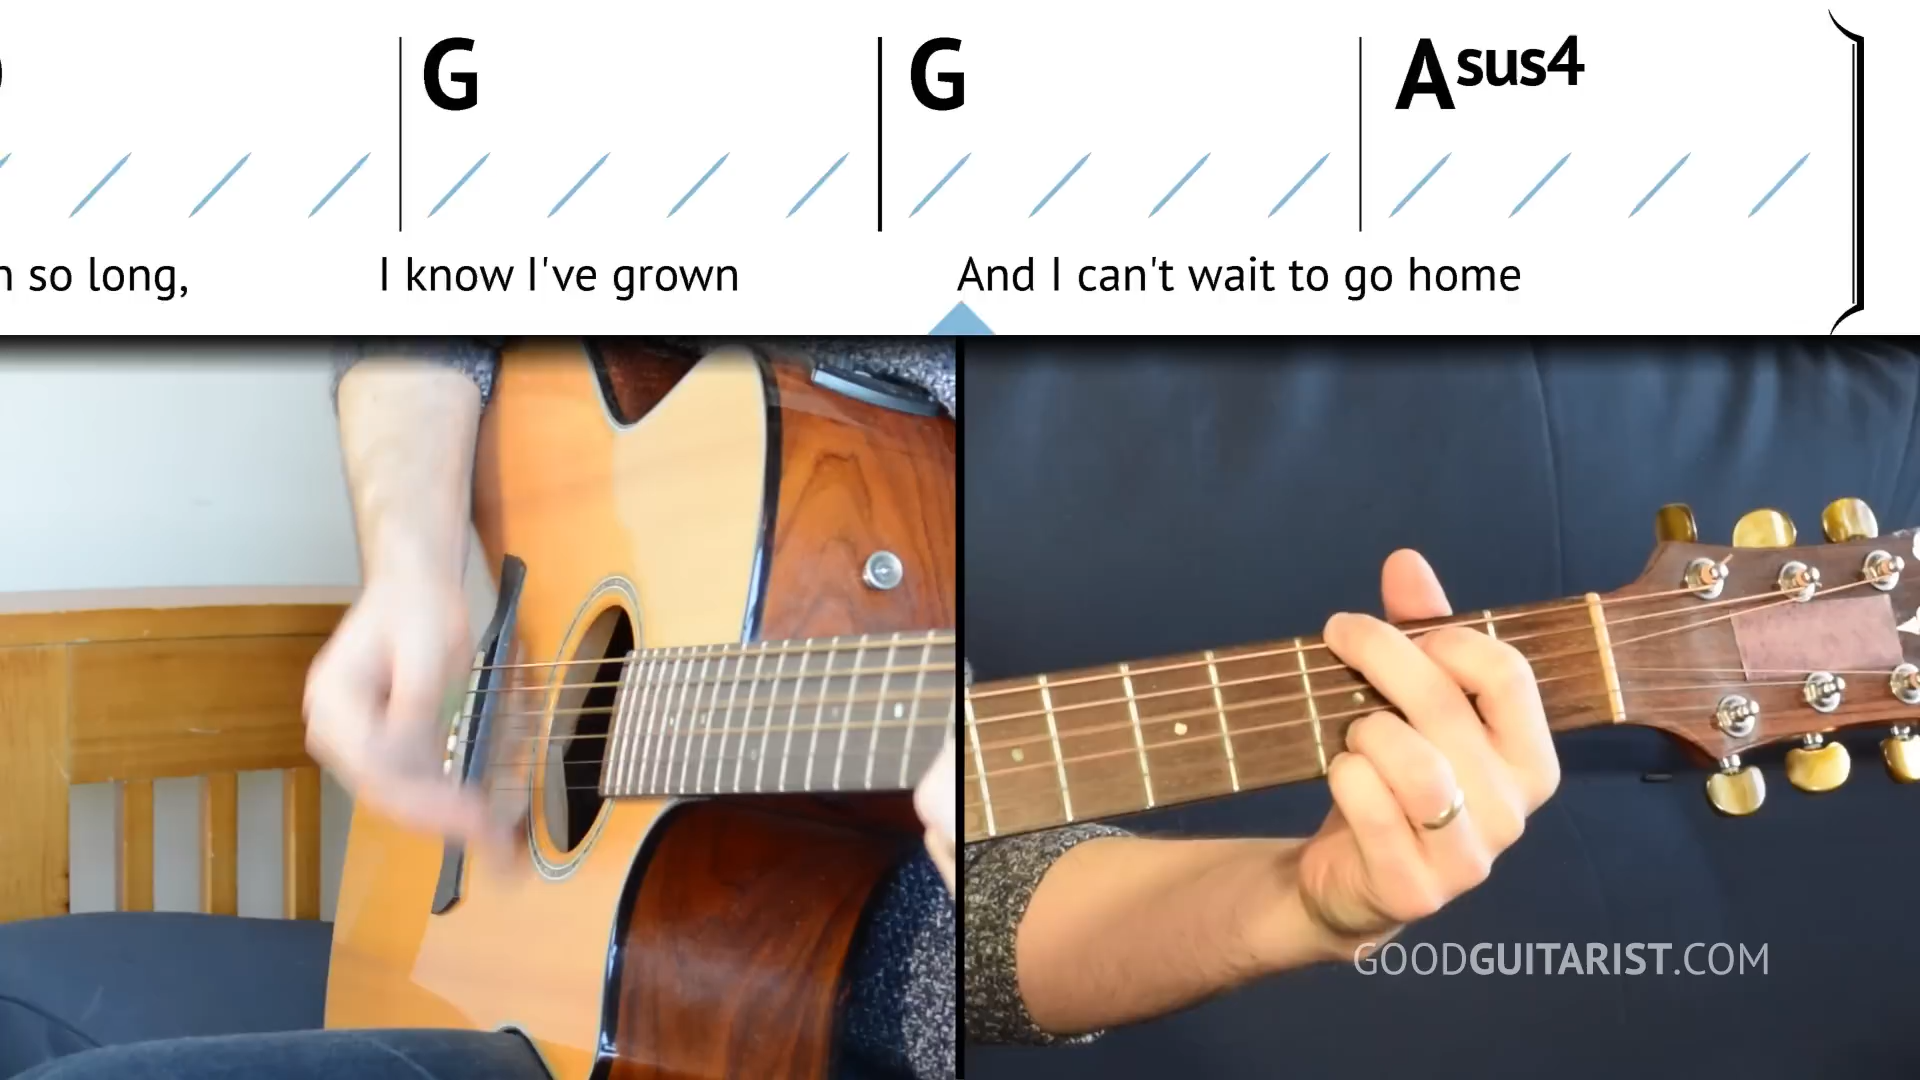 G G Asus4
so long, I know I've grown And I can't wait to go home
GOODGUITARIST.COM